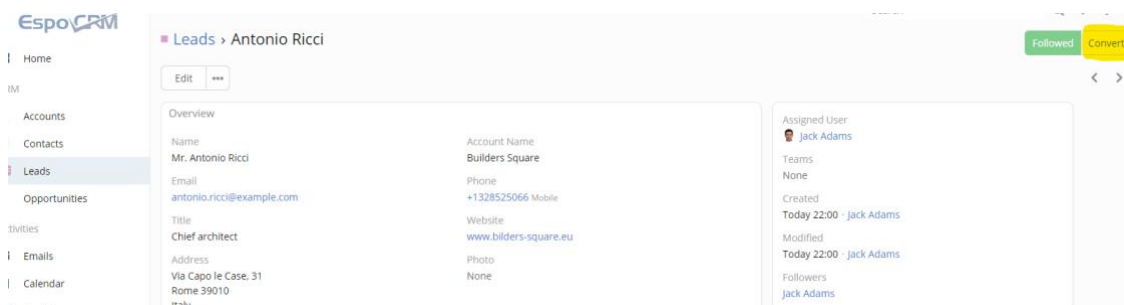 EspoCRM
Leads › Antonio Ricci
Followed
Convert
Home
Edit
Accounts
Contacts
Leads
Opportunities
Emails
Calendar
Overview
Name
Mr. Antonio Ricci
Account Name
Builders Square
Email
antonio.ricci@example.com
Phone
+1328525066 Mobile
Title
Chief architect
Website
www.bilders-square.eu
Address
Via Capo le Case, 31
Rome 39010
Photo
None
Assigned User
Jack Adams
Teams
None
Created
Today 22:00 · Jack Adams
Modified
Today 22:00 · Jack Adams
Followers
Jack Adams